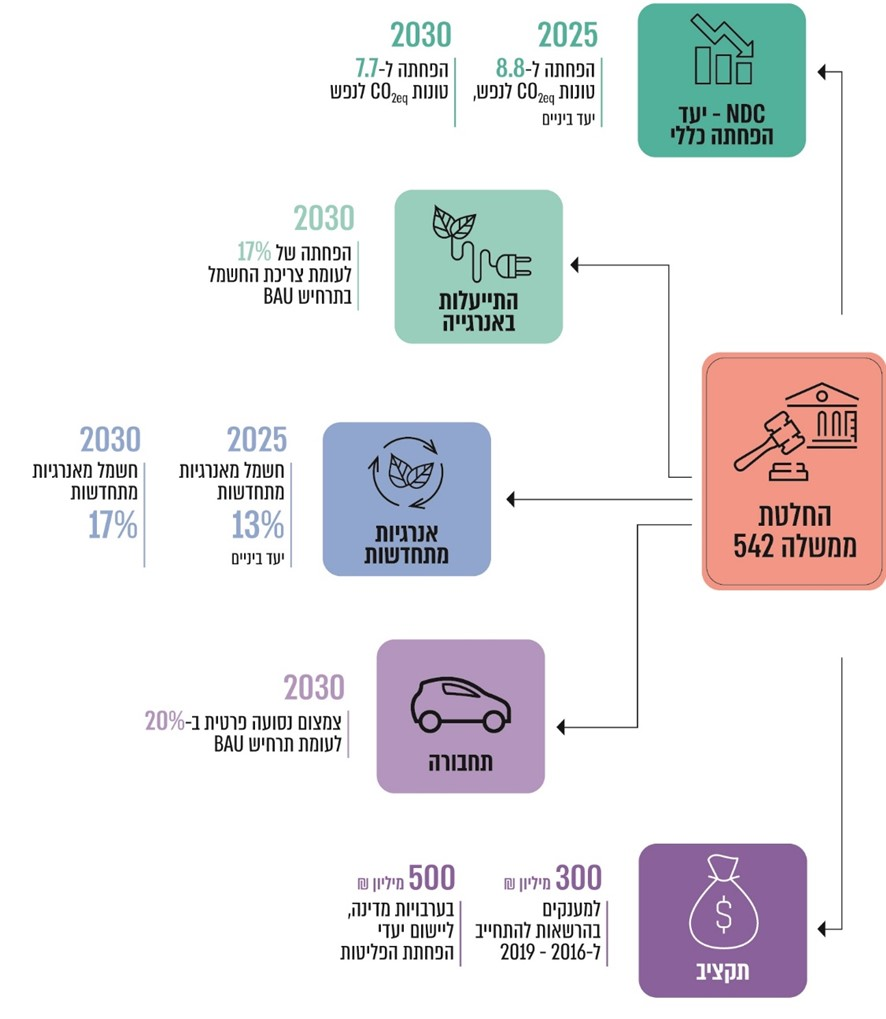 NDC - יעד
הפחתה כללי
2025
הפחתה ל-8.8
טונות CO2eq לנפש,
יעד ביניים
2030
הפחתה ל-7.7
טונות CO2eq לנפש
התייעלות
באנרגייה
2030
הפחתה של 17%
לעומת צריכת החשמל
בתרחיש BAU
החלטת
ממשלה 542
אנרגיות
מתחדשות
2025
חשמל מאנרגיות
מתחדשות
13%
יעד ביניים
2030
חשמל מאנרגיות
מתחדשות
17%
תחבורה
2030
צמצום נסועה פרטית ב-20%
לעומת תרחיש BAU
$
תקציב
300 מיליון ₪
למענקים
בהרשאות להתחייב
ל-2016 - 2019
500 מיליון ₪
בערבויות מדינה,
ליישום יעדי
הפחתת הפליטות